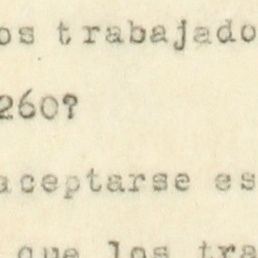 os trabajado
260?
aceptarse es
que los tra